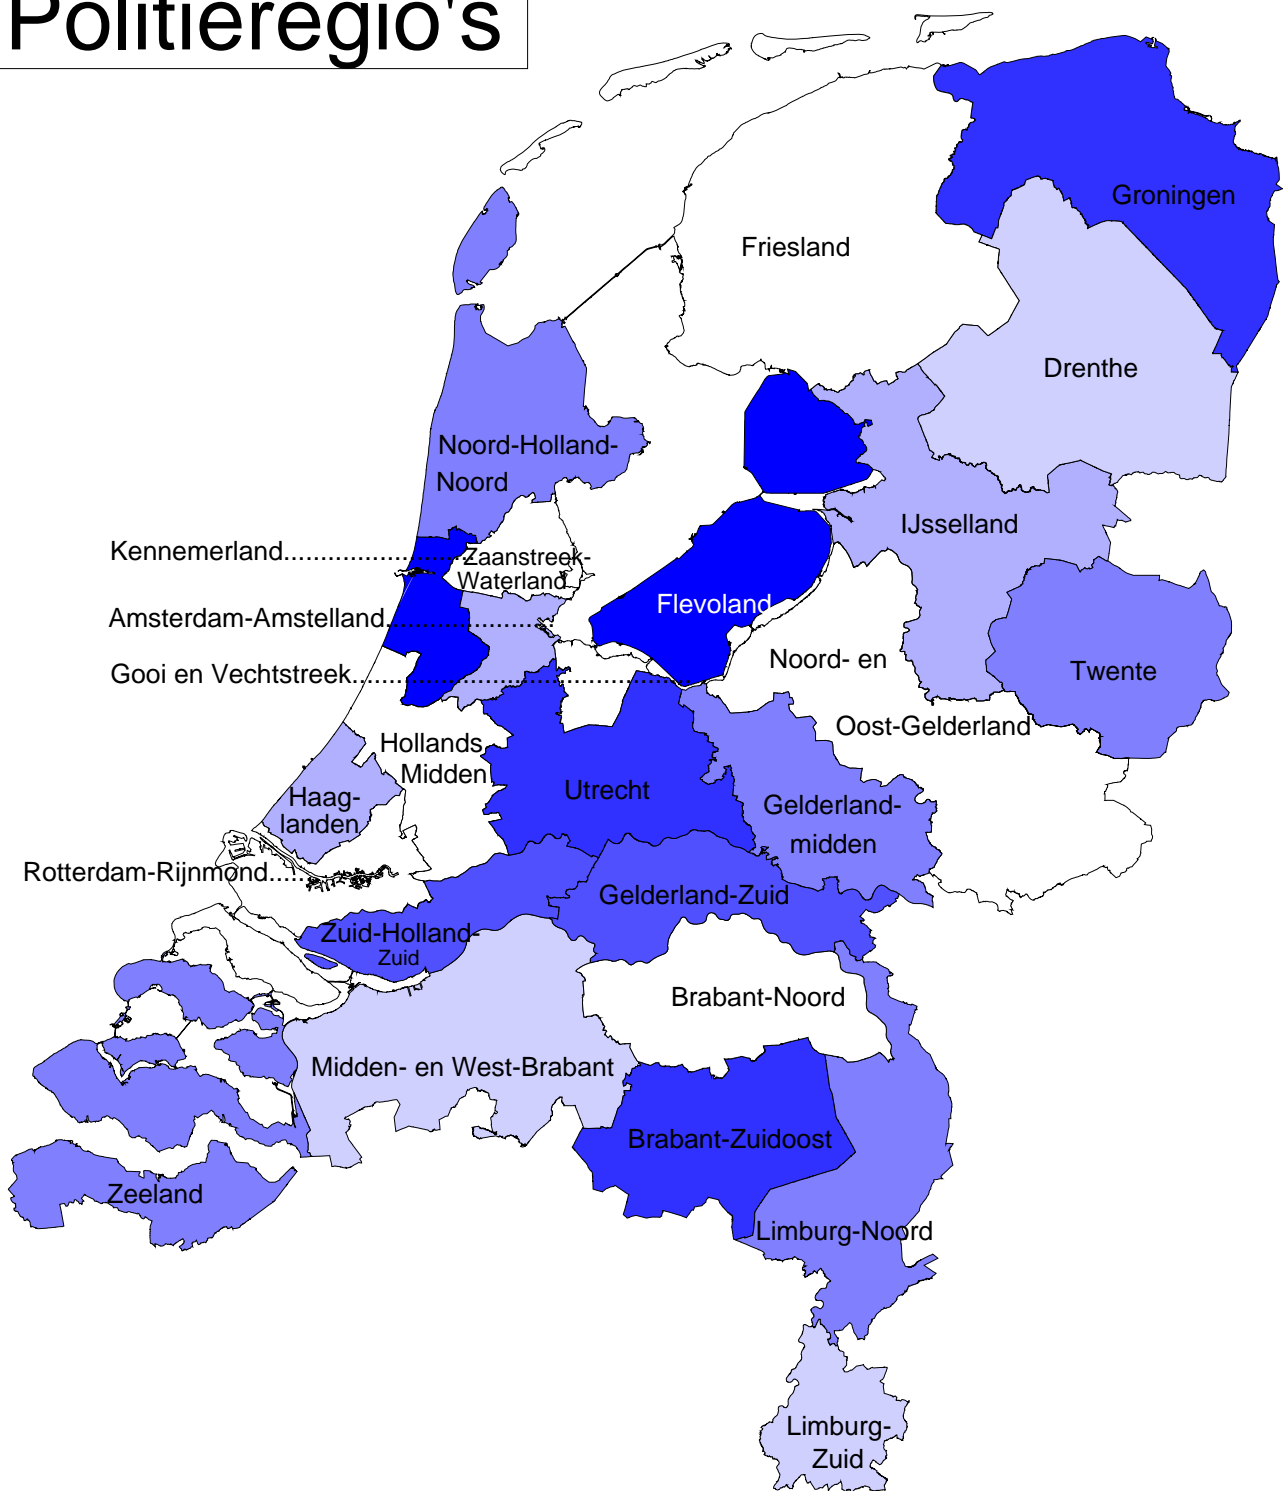 Politieregio's
Groningen
Friesland
Drenthe
Noord-Holland-
Noord
IJsselland
Kennemerland......................
Zaanstreek-
Waterland
Flevoland
Amsterdam-Amstelland.......................
Noord- en
Twente
Gooi en Vechtstreek..............................................
Oost-Gelderland
Hollands
Midden
Utrecht
Haag-
landen
Gelderland-
midden
Rotterdam-Rijnmond.....
Gelderland-Zuid
Zuid-Holland-
Zuid
Brabant-Noord
Midden- en West-Brabant
Brabant-Zuidoost
Zeeland
Limburg-Noord
Limburg-
Zuid